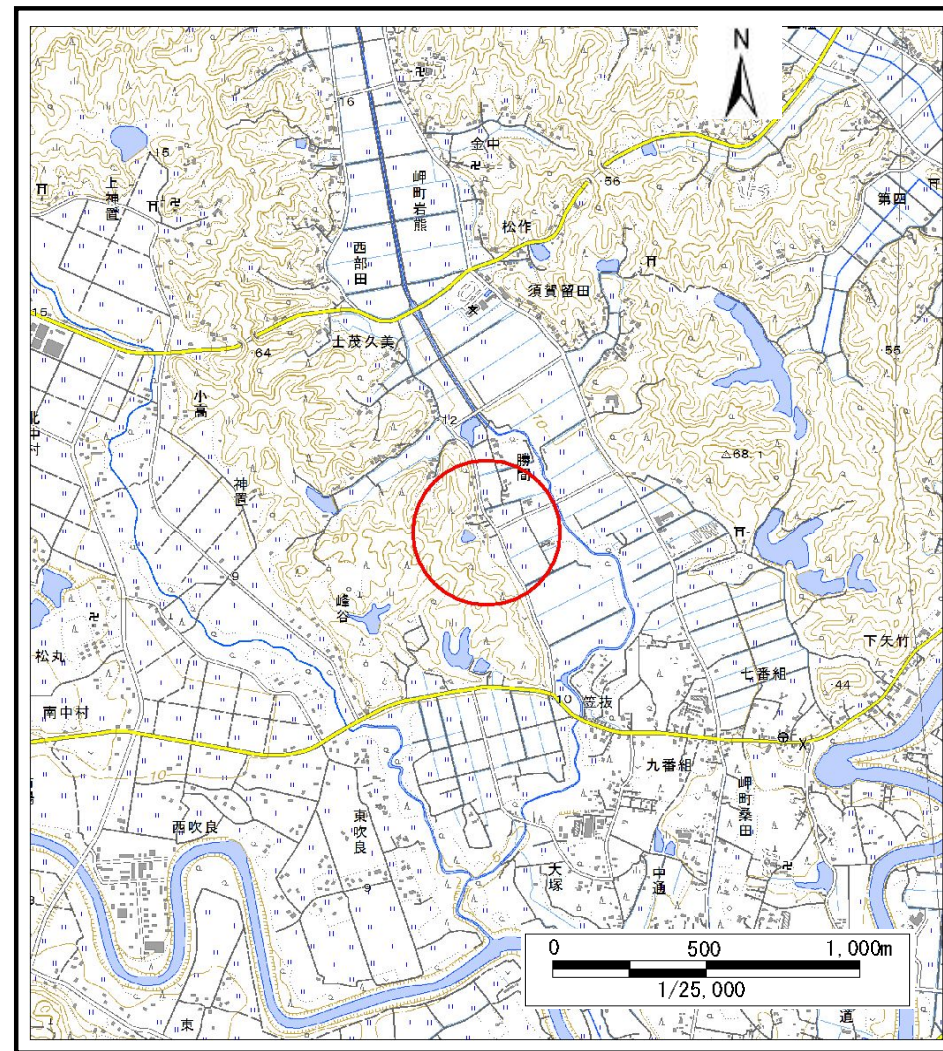 N
16
金中
15
上神置
岬町岩熊
56
松作
第四
西部田
須賀留田
15
64
土茂久美
55
小高
北中村
12
勝間
68.1
神置
9
峰谷
松丸
下矢竹
七番組
44
南中村
10
笠抜
九番組
10
岬町桑田
西吹良
東吹良
9
大塚
中通
0 500 1,000m
1/25,000
東
道